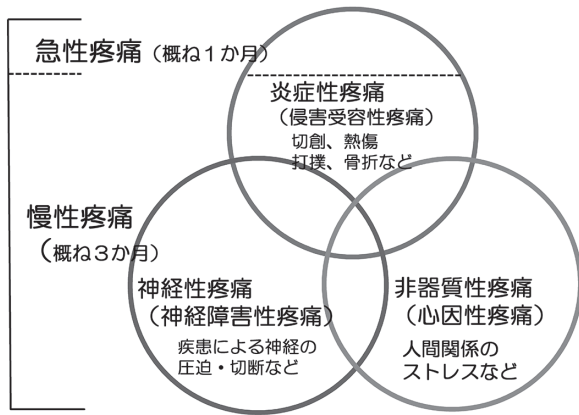 急性疼痛（概ね1か月）
炎症性疼痛
（侵害受容性疼痛）
切創、熱傷
打撲、骨折など
慢性疼痛
（概ね3か月）
神経性疼痛
（神経障害性疼痛）
疾患による神経の
圧迫・切断など
非器質性疼痛
（心因性疼痛）
人間関係の
ストレスなど